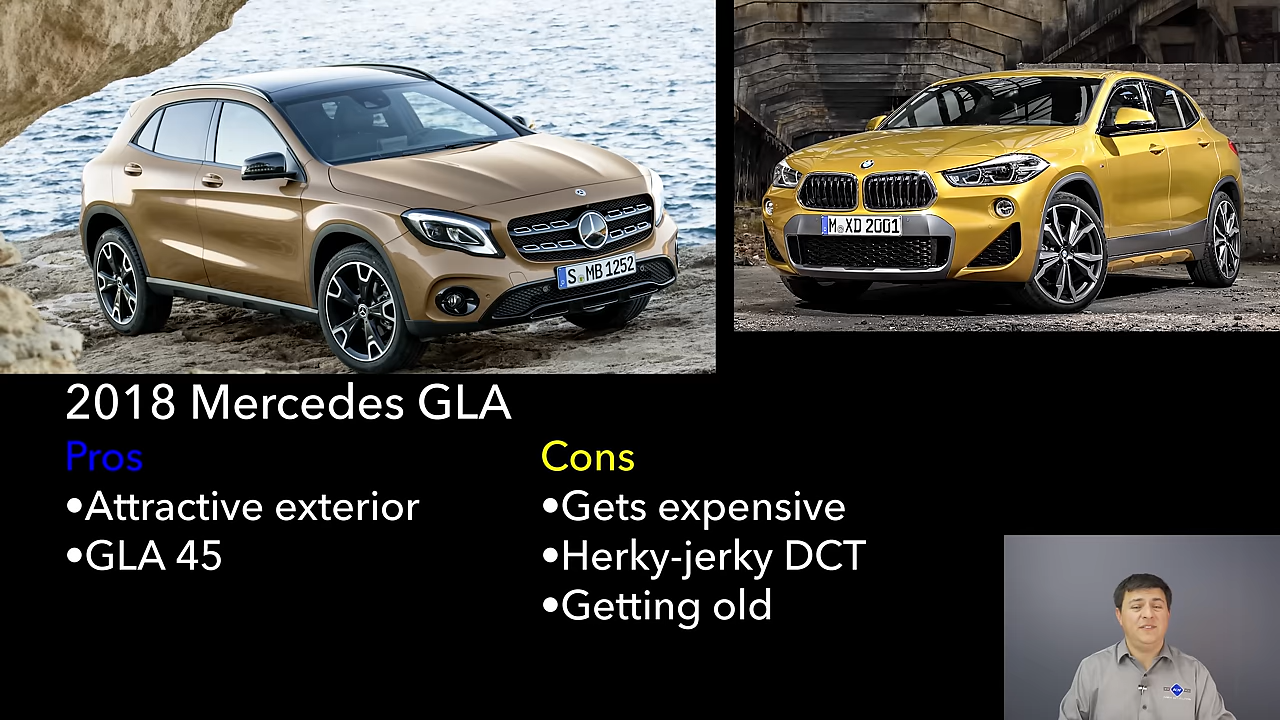 S MB 1252
M XD 2001
2018 Mercedes GLA
Pros
•Attractive exterior
•GLA 45
Cons
•Gets expensive
•Herky-jerky DCT
•Getting old